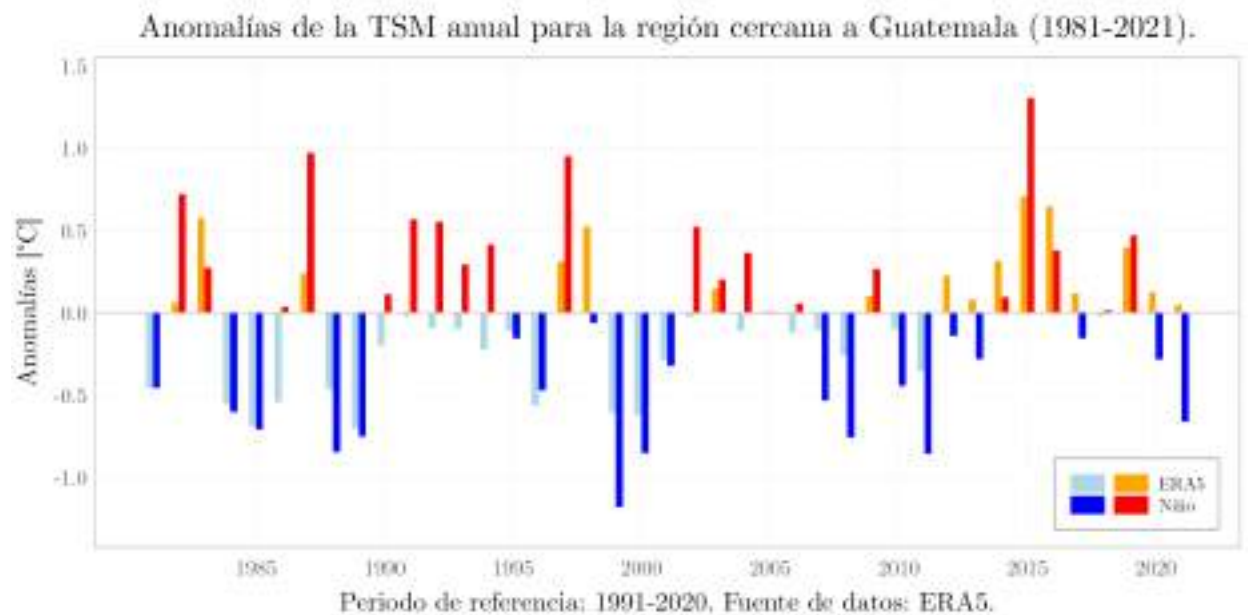 Anomalías de la TSM anual para la región cercana a Guatemala (1981-2021).
1.5
1.0
0.5
0.0
-0.5
-1.0
Anomalías [°C]
ERA5
Niño
1985 1990 1995 2000 2005 2010 2015 2020
Periodo de referencia: 1991-2020. Fuente de datos: ERA5.